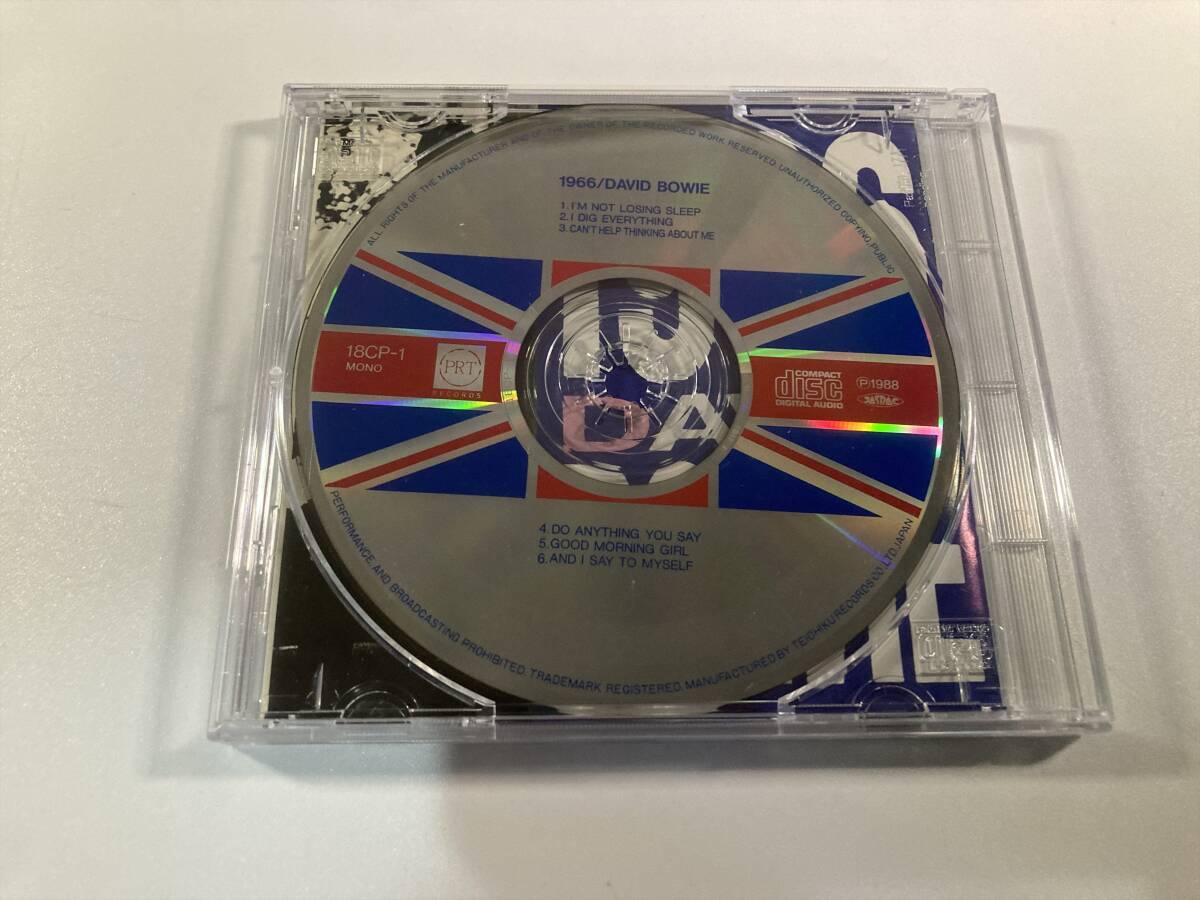 ALL RIGHTS OF THE MANUFACTURER AND OF THE OWNER OF THE RECORDED WORK RESERVED. UNAUTHORIZED COPYING, PUBLIC
1966/DAVID BOWIE
1. I'M NOT LOSING SLEEP
2. I DIG EVERYTHING
3. CAN'T HELP THINKING ABOUT ME
18CP-1
MONO
PRT
RECORDS
COMPACT
disc
DIGITAL AUDIO
Ⓟ1988
JASRAC
4. DO ANYTHING YOU SAY
5. GOOD MORNING GIRL
6. AND I SAY TO MYSELF
PERFORMANCE, AND BROADCASTING PROHIBITED. TRADEMARK REGISTERED. MANUFACTURED BY TEICHIKU RECORDS CO., LTD. JAPAN